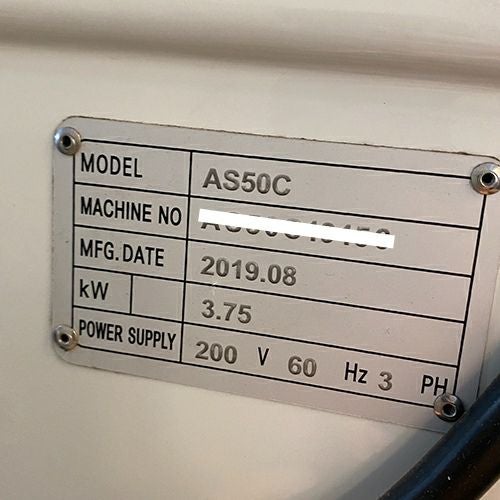 MODEL AS50C
MACHINE NO
MFG. DATE 2019.08
kW 3.75
POWER SUPPLY 200 V 60 Hz 3 PH